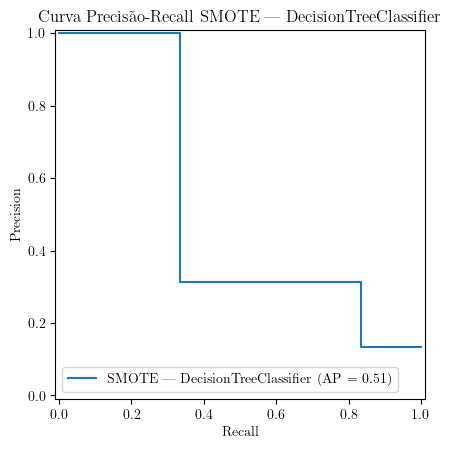 Curva Precisão-Recall SMOTE — DecisionTreeClassifier
1.0
0.8
0.6
0.4
0.2
0.0
Precision
SMOTE — DecisionTreeClassifier (AP = 0.51)
0.0 0.2 0.4 0.6 0.8 1.0
Recall